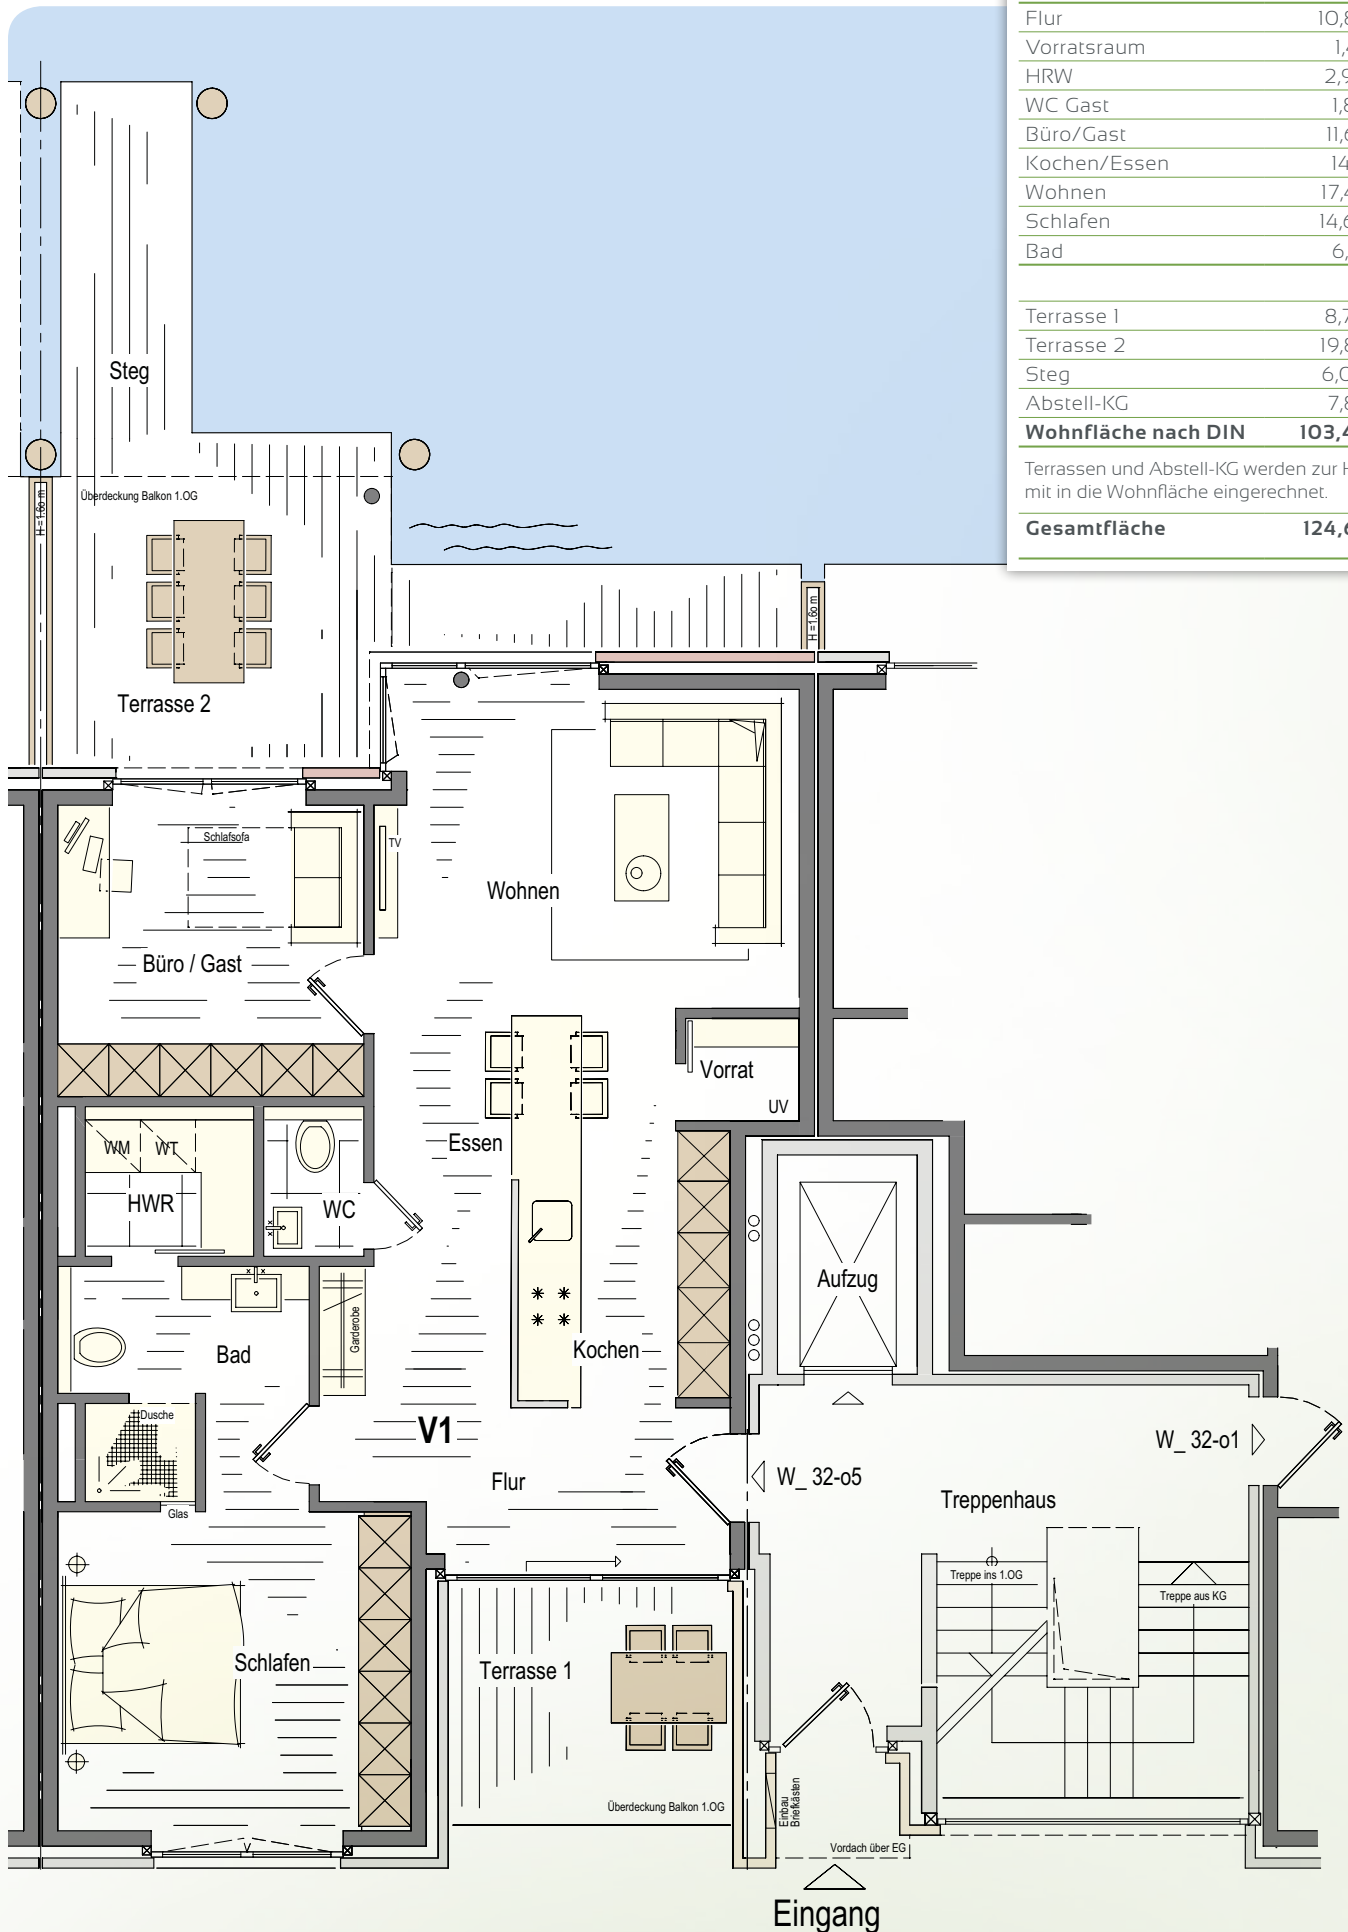 Flur 10,8
Vorratsraum 1,4
HRW 2,9
WC Gast 1,8
Büro/Gast 11,6
Kochen/Essen 14
Wohnen 17,4
Schlafen 14,6
Bad 6,
Terrasse 1 8,7
Terrasse 2 19,8
Steg 6,0
Abstell-KG 7,8
Wohnfläche nach DIN 103,4
Terrassen und Abstell-KG werden zur H
mit in die Wohnfläche eingerechnet.
Gesamtfläche 124,6
Steg
Überdeckung Balkon 1.OG
H =1.6o m
H =1.6o m
Terrasse 2
Schlafsofa
TV
Wohnen
Büro / Gast
Vorrat
UV
Essen
WM
WT
HWR
WC
Aufzug
Garderobe
Kochen
Bad
Dusche
V1
W_ 32-o1
W_ 32-o5
Flur
Treppenhaus
Glas
Treppe ins 1.OG
Treppe aus KG
Schlafen
Terrasse 1
Überdeckung Balkon 1.OG
Einbau
Briefkästen
V
Vordach über EG
Eingang